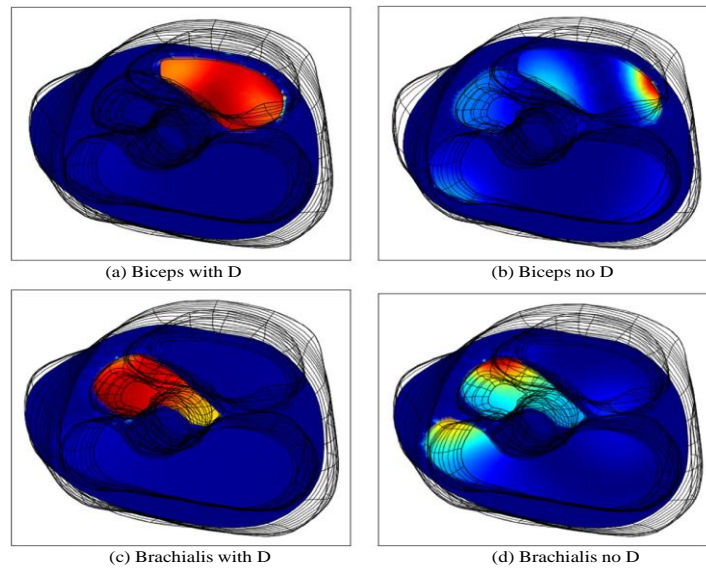 (a) Biceps with D
(b) Biceps no D
(c) Brachialis with D
(d) Brachialis no D